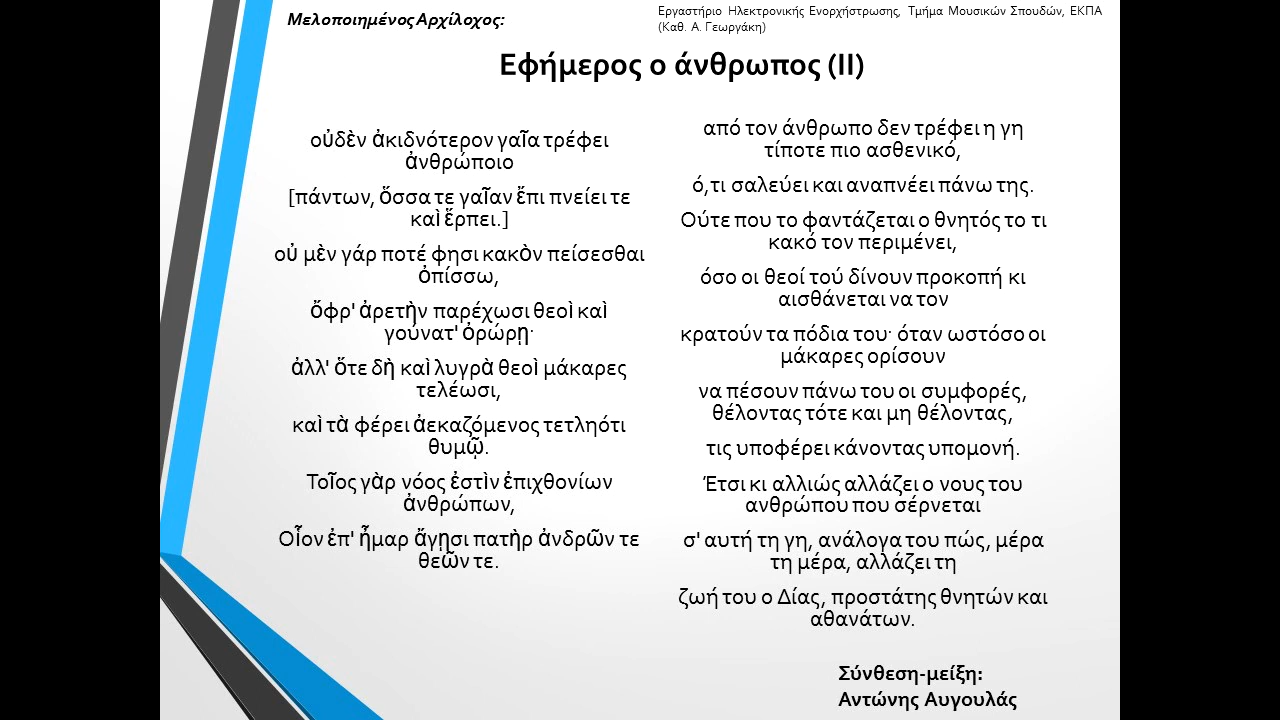 Μελοποιημένος Αρχίλοχος:
Εργαστήριο Ηλεκτρονικής Ενορχήστρωσης, Τμήμα Μουσικών Σπουδών, ΕΚΠΑ
(Καθ. Α. Γεωργάκη)
Εφήμερος ο άνθρωπος (ΙΙ)
οὐδὲν ἀκιδνότερον γαῖα τρέφει
ἀνθρώποιο
[πάντων, ὅσσα τε γαῖαν ἔπι πνείει τε
καὶ ἕρπει.]
οὐ μὲν γάρ ποτέ φησι κακὸν πείσεσθαι
ὀπίσσω,
ὄφρ' ἀρετὴν παρέχωσι θεοὶ καὶ
γούνατ' ὀρώρῃ·
ἀλλ' ὅτε δὴ καὶ λυγρὰ θεοὶ μάκαρες
τελέωσι,
καὶ τὰ φέρει ἀεκαζόμενος τετληότι
θυμῷ.
Τοῖος γὰρ νόος ἐστὶν ἐπιχθονίων
ἀνθρώπων,
Οἷον ἐπ' ἦμαρ ἄγῃσι πατὴρ ἀνδρῶν τε
θεῶν τε.
από τον άνθρωπο δεν τρέφει η γη
τίποτε πιο ασθενικό,
ό,τι σαλεύει και αναπνέει πάνω της.
Ούτε που το φαντάζεται ο θνητός το τι
κακό τον περιμένει,
όσο οι θεοί τού δίνουν προκοπή κι
αισθάνεται να τον
κρατούν τα πόδια του· όταν ωστόσο οι
μάκαρες ορίσουν
να πέσουν πάνω του οι συμφορές,
θέλοντας τότε και μη θέλοντας,
τις υποφέρει κάνοντας υπομονή.
Έτσι κι αλλιώς αλλάζει ο νους του
ανθρώπου που σέρνεται
σ' αυτή τη γη, ανάλογα του πώς, μέρα
τη μέρα, αλλάζει τη
ζωή του ο Δίας, προστάτης θνητών και
αθανάτων.
Σύνθεση-μείξη:
Αντώνης Αυγουλάς